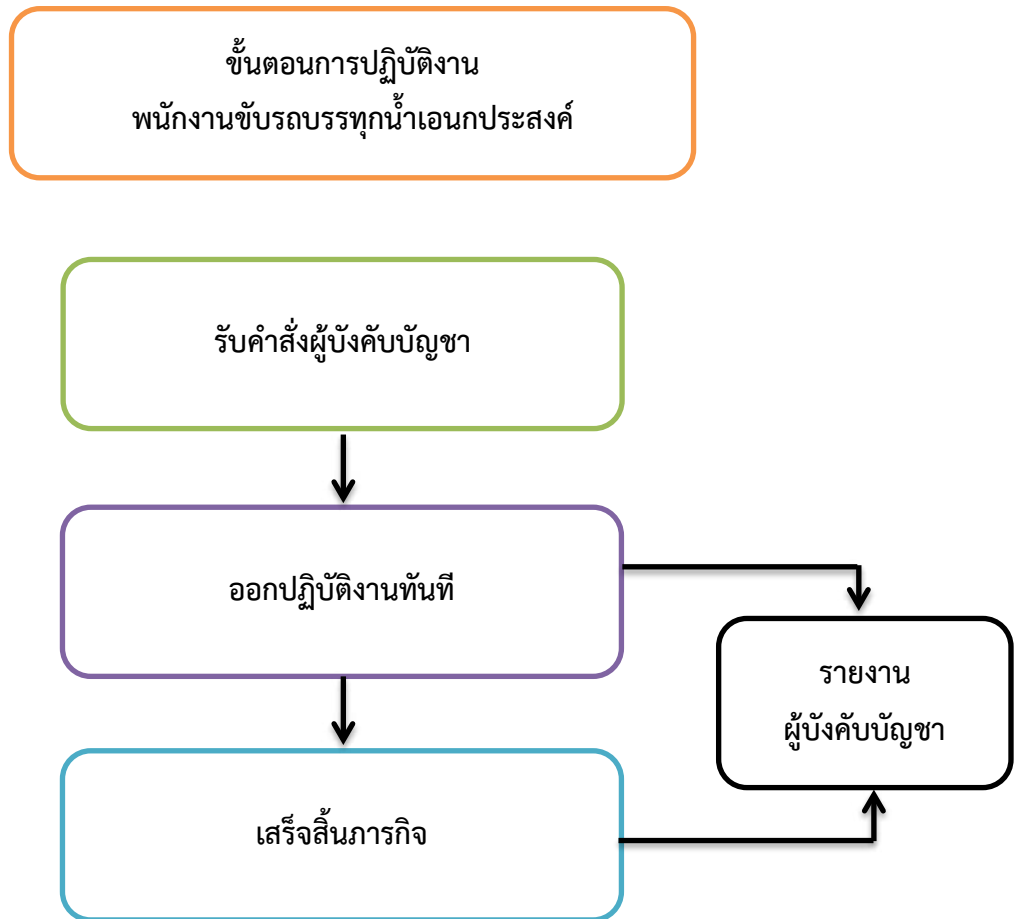 ขั้นตอนการปฏิบัติงาน
พนักงานขับรถบรรทุกน้ำเอนกประสงค์
รับคำสั่งผู้บังคับบัญชา
ออกปฏิบัติงานทันที
รายงาน
ผู้บังคับบัญชา
เสร็จสิ้นภารกิจ